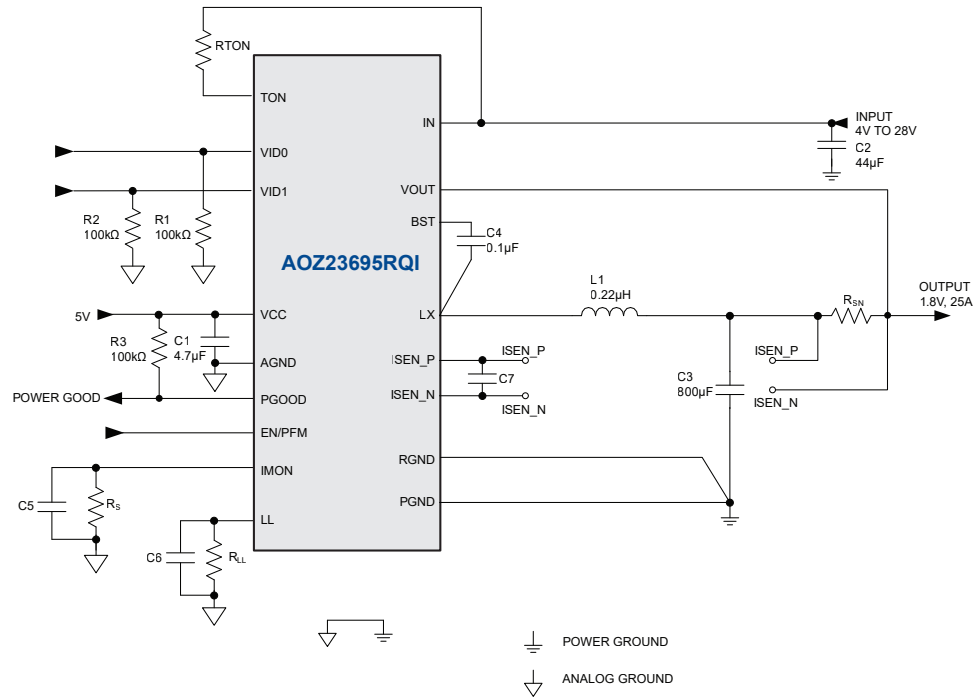 RTON
TON
IN
INPUT
4V TO 28V
C2
44µF
VID0
VID1
VOUT
BST
R2
100kΩ
R1
100kΩ
C4
0.1µF
AOZ23695RQI
L1
0.22µH
OUTPUT
1.8V, 25A
RSN
5V
VCC
LX
R3
100kΩ
C1
4.7µF
AGND
ISEN_P
ISEN_P
ISEN_P
C7
C3
800µF
POWER GOOD
PGOOD
ISEN_N
ISEN_N
ISEN_N
EN/PFM
IMON
RGND
PGND
C5
RS
LL
C6
RLL
POWER GROUND
ANALOG GROUND